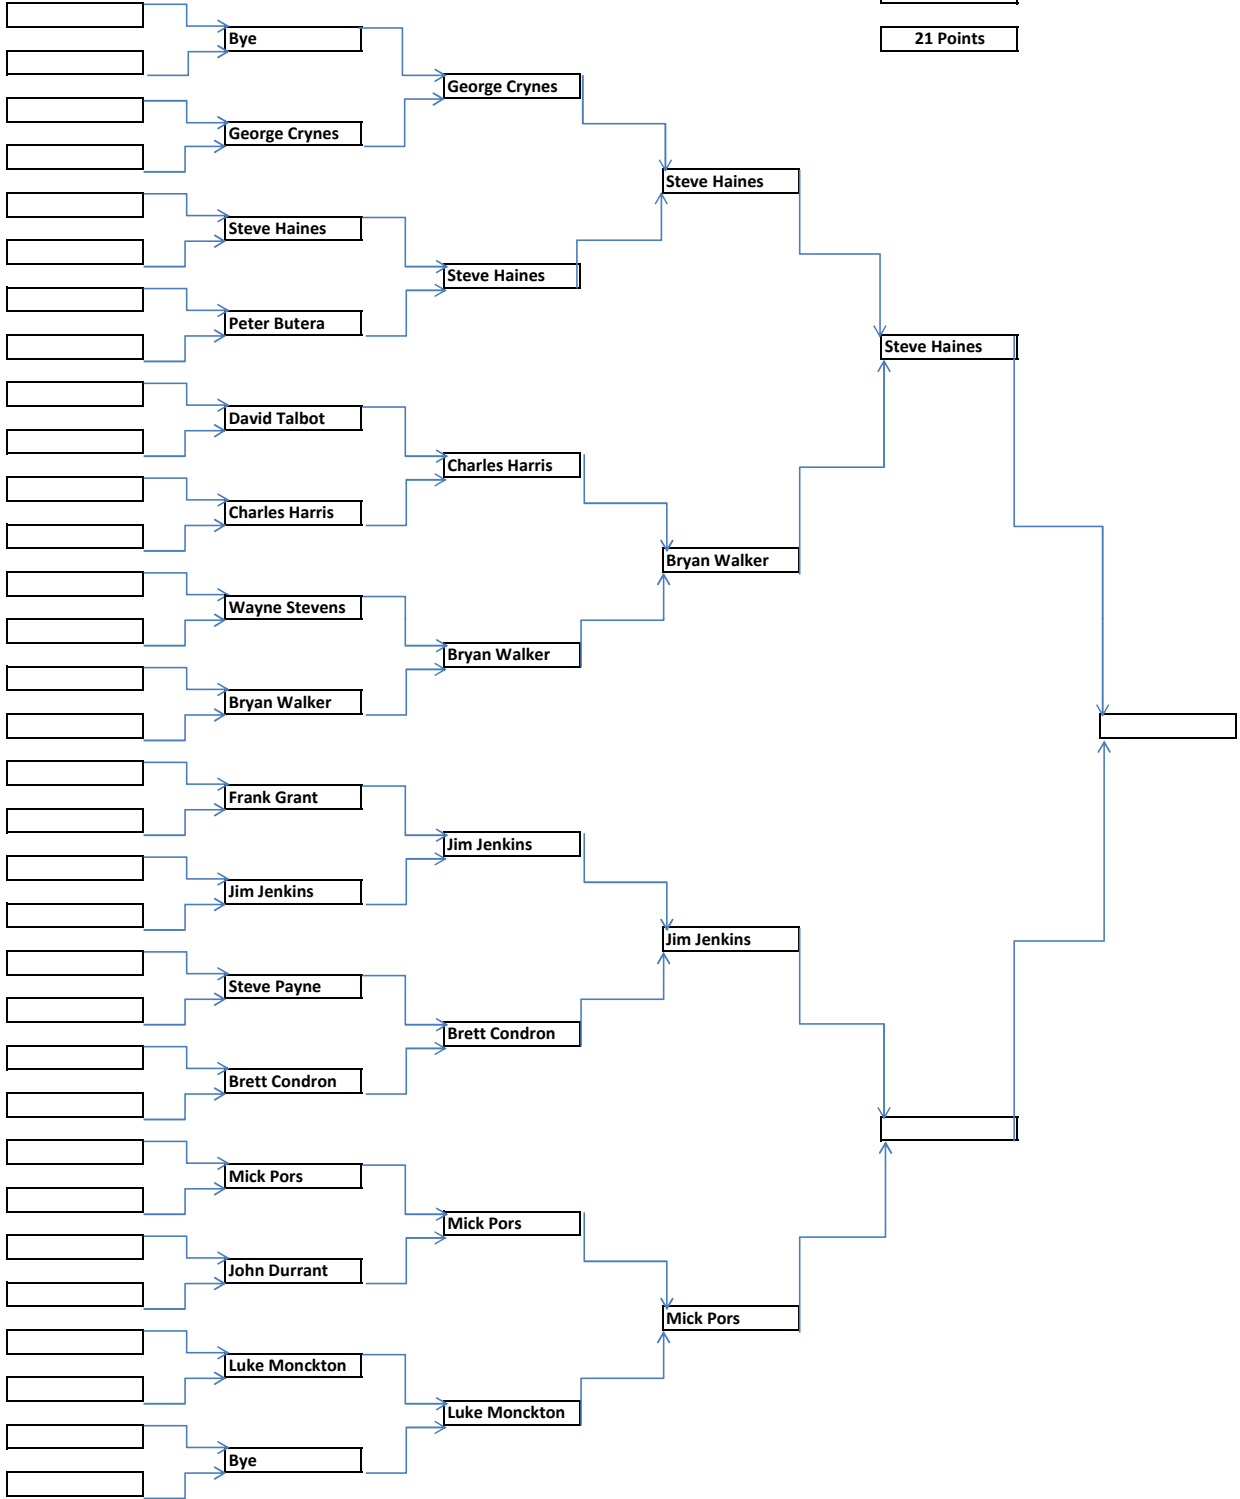 21 Points
Bye
George Crynes
George Crynes
Steve Haines
Steve Haines
Steve Haines
Peter Butera
Steve Haines
David Talbot
Charles Harris
Charles Harris
Bryan Walker
Wayne Stevens
Bryan Walker
Bryan Walker
Frank Grant
Jim Jenkins
Jim Jenkins
Jim Jenkins
Steve Payne
Brett Condron
Brett Condron
Mick Pors
Mick Pors
John Durrant
Mick Pors
Luke Monckton
Luke Monckton
Bye